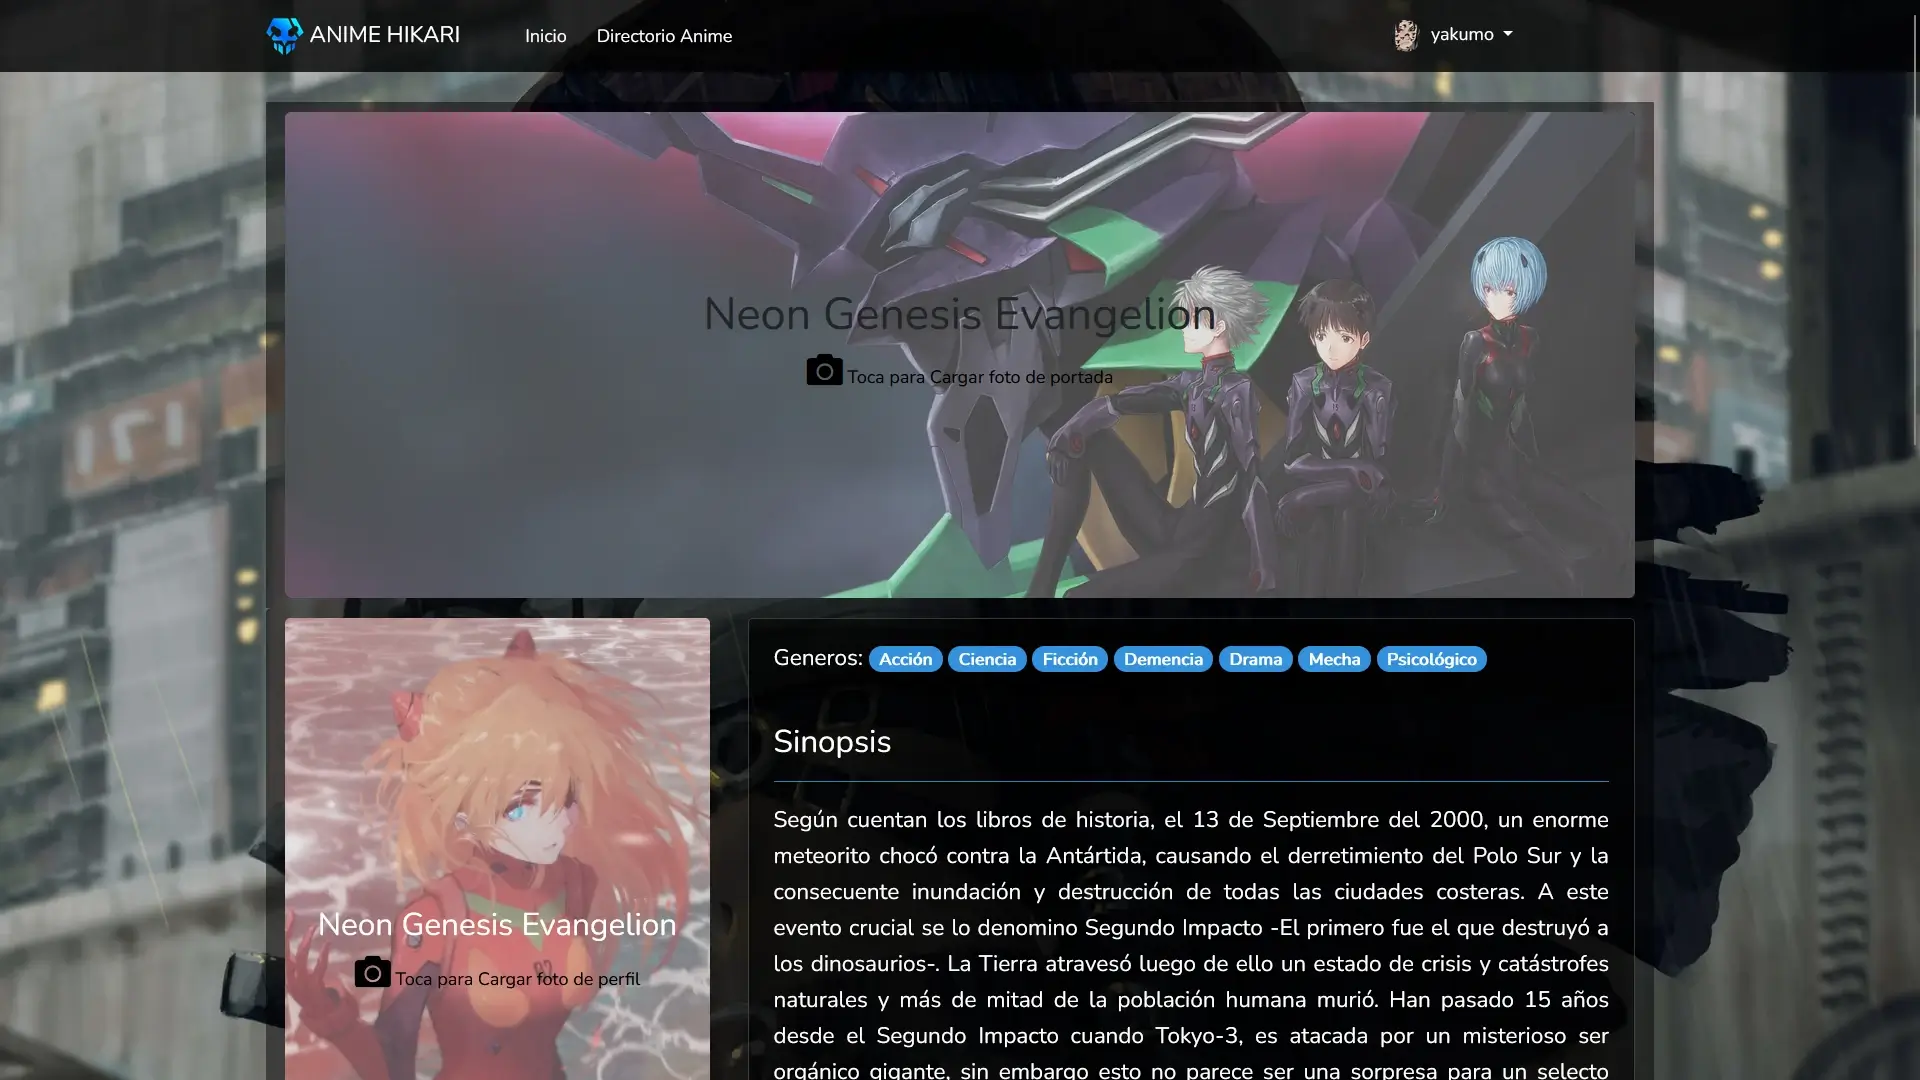 ANIME HIKARI Inicio Directorio Anime yakumo
Neon Genesis Evangelion
Toca para Cargar foto de portada
Generos: Acción Ciencia Ficción Demencia Drama Mecha Psicológico
Sinopsis
Según cuentan los libros de historia, el 13 de Septiembre del 2000, un enorme
meteorito chocó contra la Antártida, causando el derretimiento del Polo Sur y la
consecuente inundación y destrucción de todas las ciudades costeras. A este
evento crucial se lo denomino Segundo Impacto -El primero fue el que destruyó a
los dinosaurios-. La Tierra atravesó luego de ello un estado de crisis y catástrofes
naturales y más de mitad de la población humana murió. Han pasado 15 años
desde el Segundo Impacto cuando Tokyo-3, es atacada por un misterioso ser
orgánico gigante, sin embargo esto no parece ser una sorpresa para un selecto
Neon Genesis Evangelion
Toca para Cargar foto de perfil
171